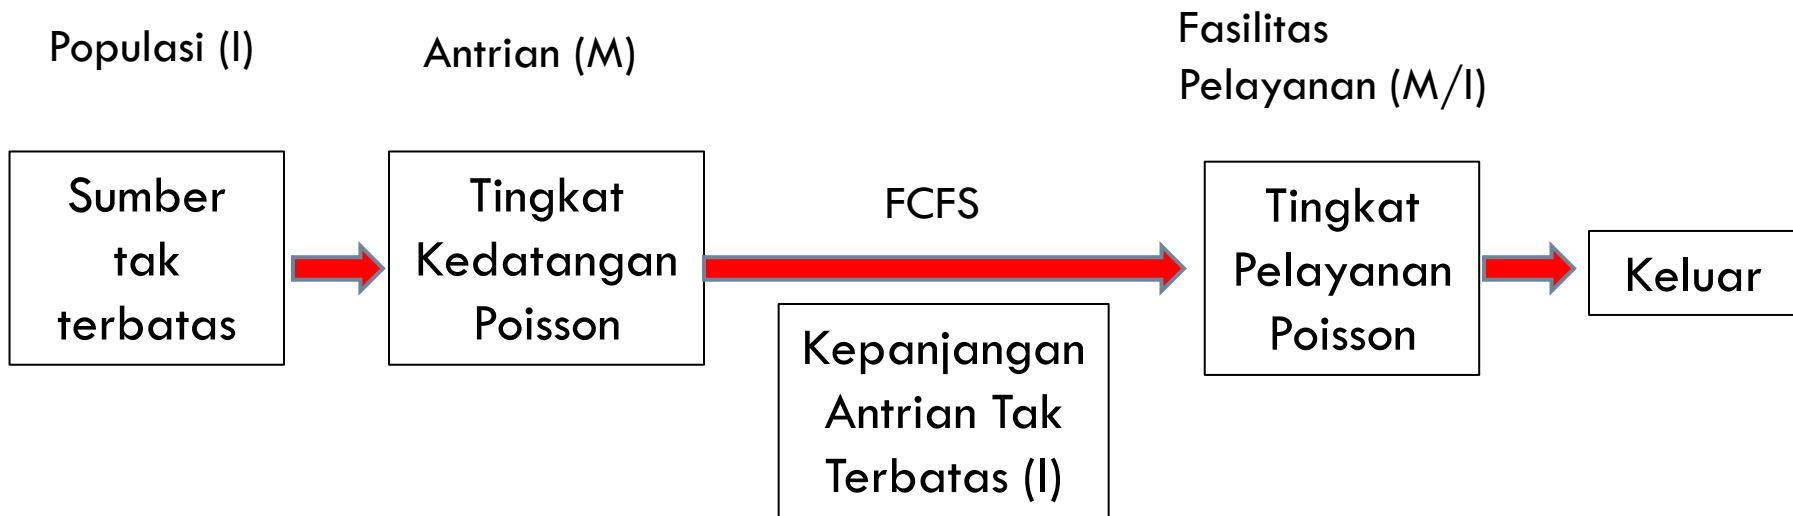 Populasi (I)
Antrian (M)
Fasilitas
Pelayanan (M/I)
Sumber
tak
terbatas
Tingkat
Kedatangan
Poisson
FCFS
Kepanjangan
Antrian Tak
Terbatas (I)
Tingkat
Pelayanan
Poisson
Keluar